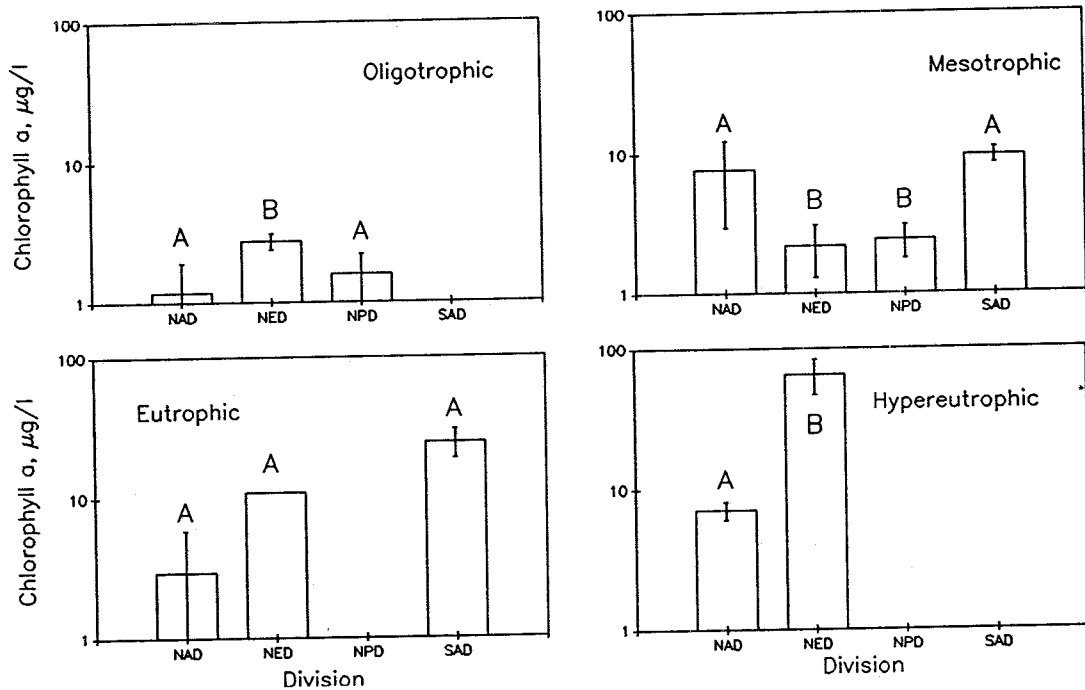 100
10
1
Chlorophyll a, μg/l
Oligotrophic
A
B
A
NAD NED NPD SAD
100
10
1
Mesotrophic
A
B
B
A
NAD NED NPD SAD
100
10
1
Chlorophyll a, μg/l
Eutrophic
A
A
A
NAD NED NPD SAD
Division
100
10
1
Hypereutrophic
A
B
NAD NED NPD SAD
Division